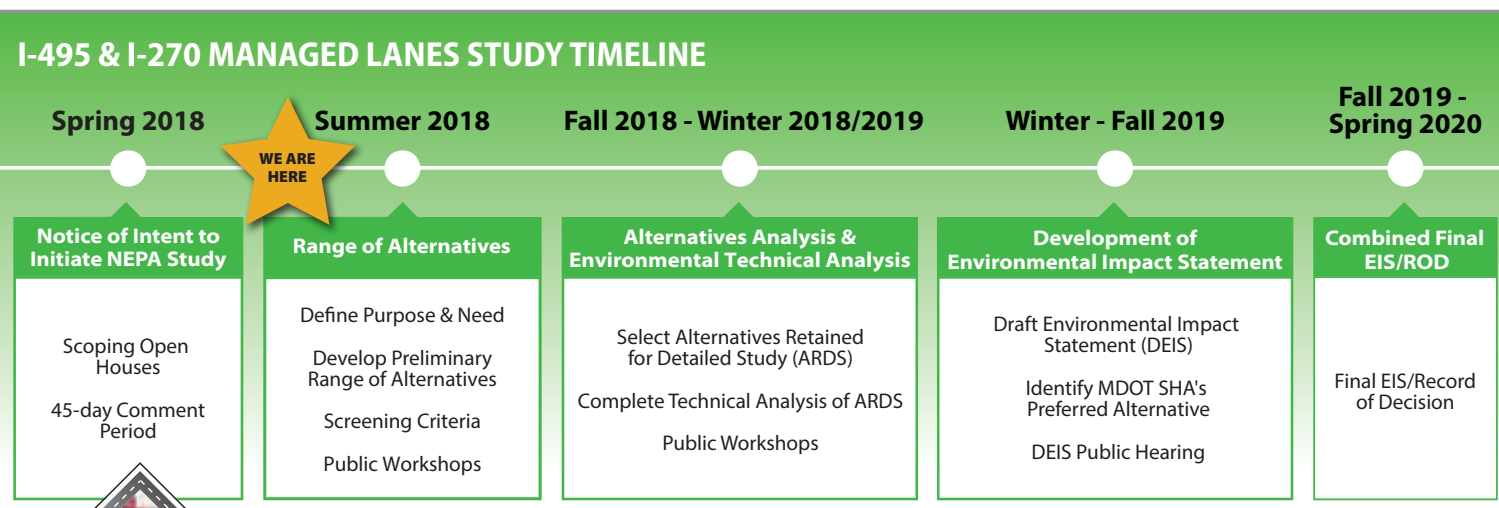 I-495 & I-270 MANAGED LANES STUDY TIMELINE
Spring 2018
WE ARE
HERE
Summer 2018
Fall 2018 - Winter 2018/2019
Winter - Fall 2019
Fall 2019 -
Spring 2020
Notice of Intent to
Initiate NEPA Study
Scoping Open
Houses
45-day Comment
Period
Range of Alternatives
Define Purpose & Need
Develop Preliminary
Range of Alternatives
Screening Criteria
Public Workshops
Alternatives Analysis &
Environmental Technical Analysis
Select Alternatives Retained
for Detailed Study (ARDS)
Complete Technical Analysis of ARDS
Public Workshops
Development of
Environmental Impact Statement
Draft Environmental Impact
Statement (DEIS)
Identify MDOT SHA's
Preferred Alternative
DEIS Public Hearing
Combined Final
EIS/ROD
Final EIS/Record
of Decision